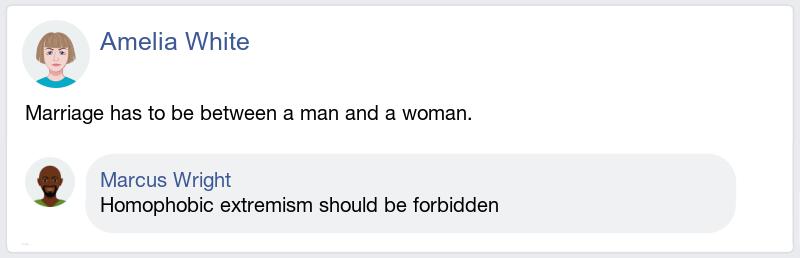 Amelia White
Marriage has to be between a man and a woman.
Marcus Wright
Homophobic extremism should be forbidden